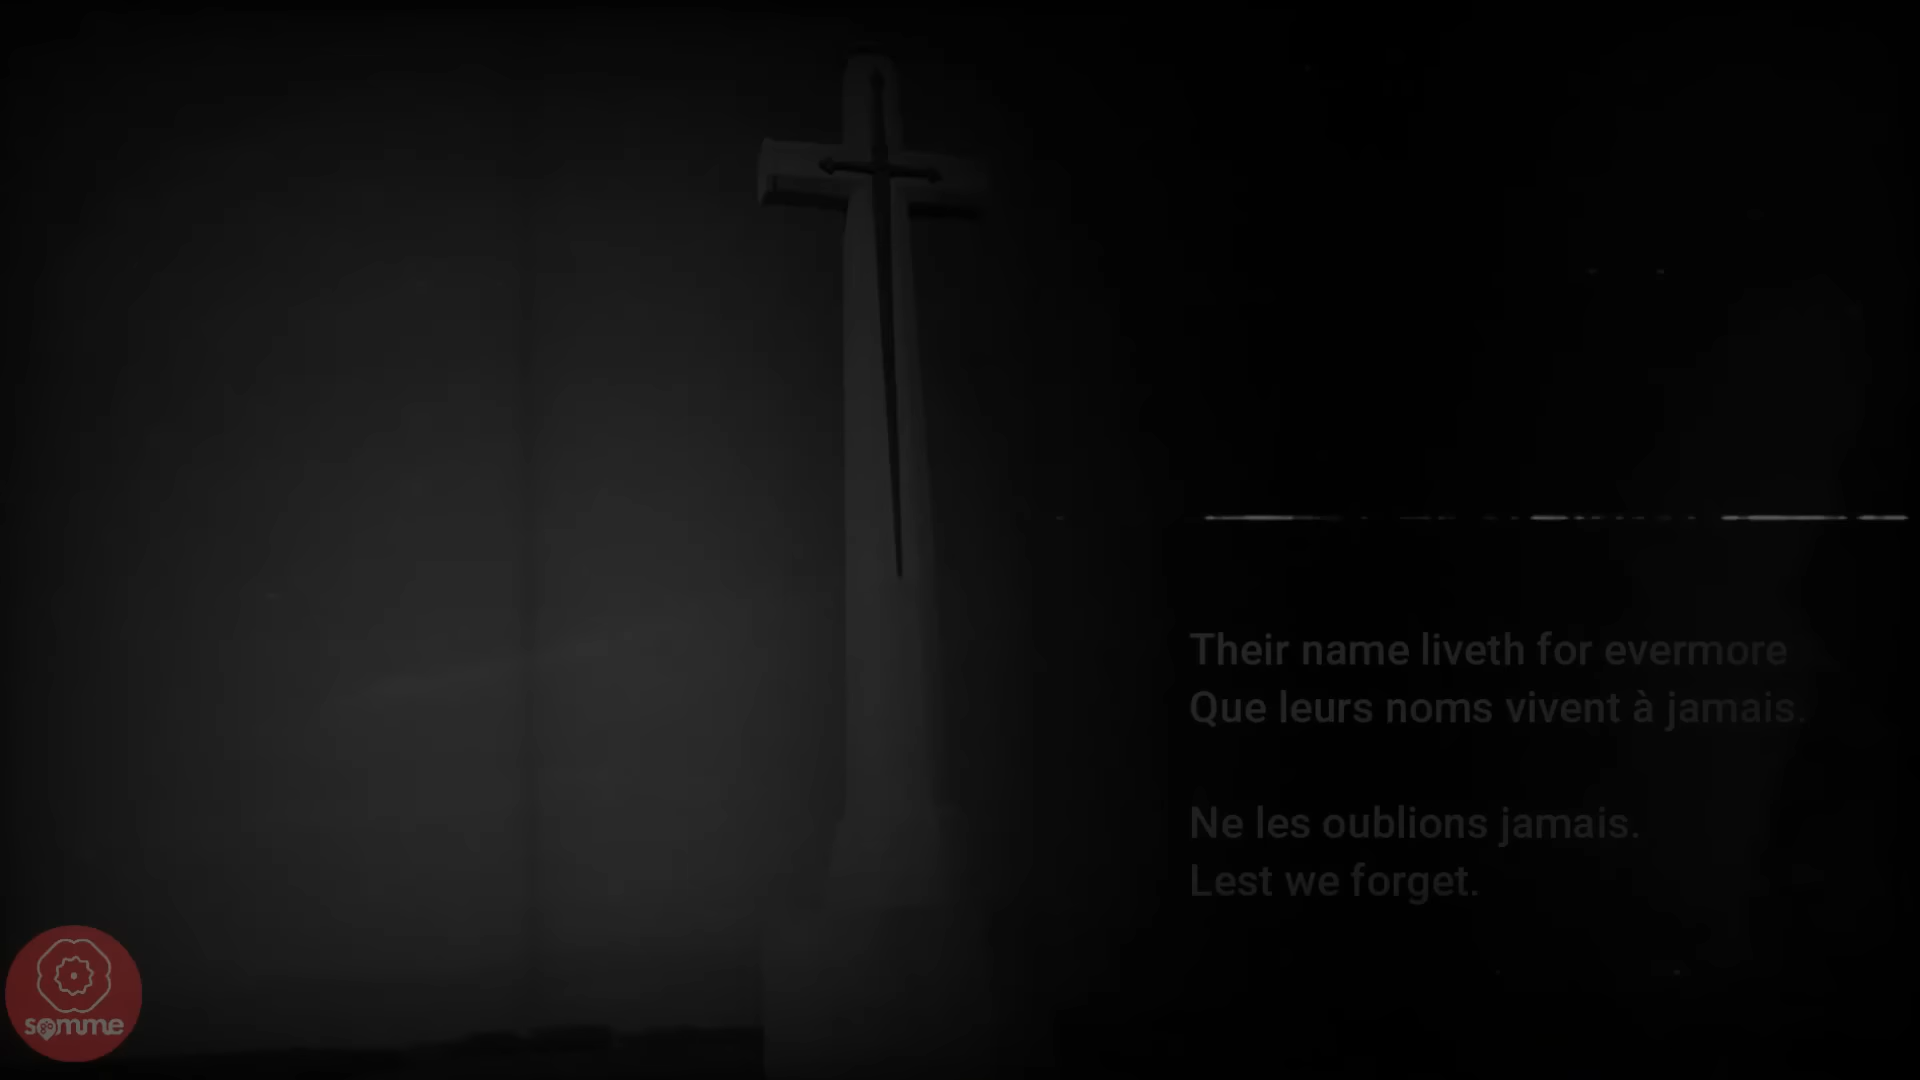 Their name liveth for evermore
Que leurs noms vivent à jamais.
Ne les oublions jamais.
Lest we forget.
somme